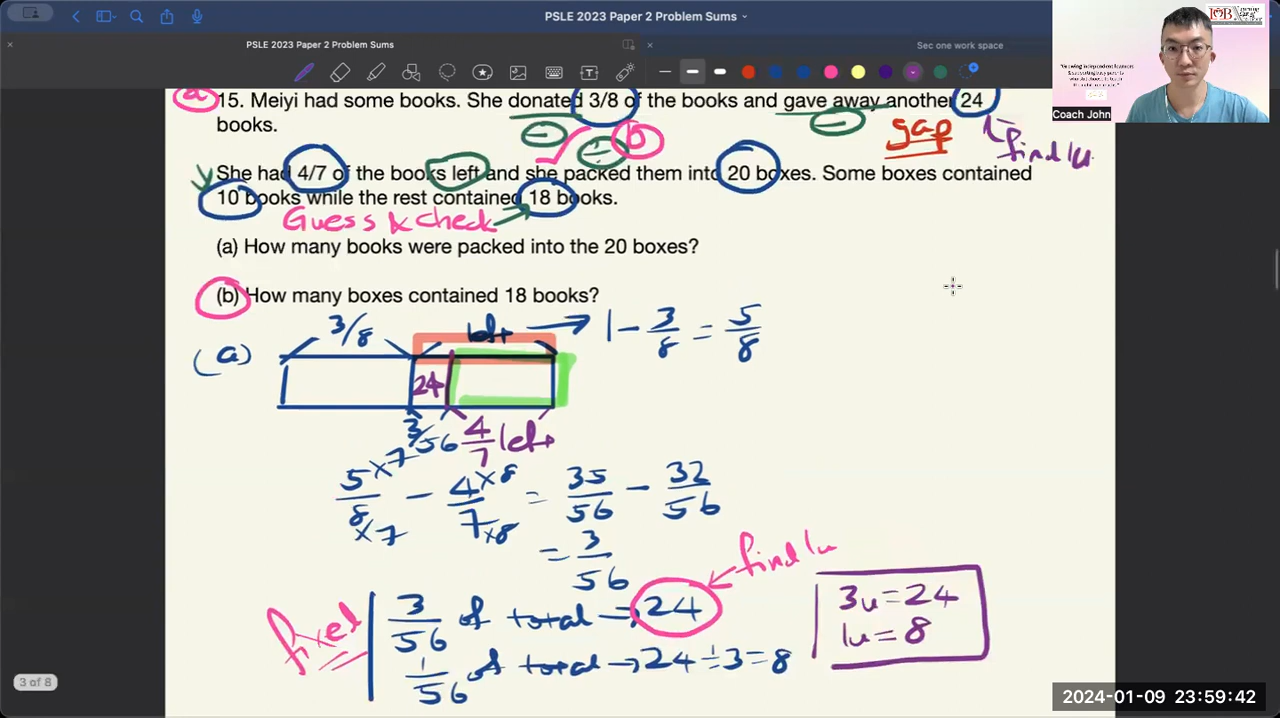 PSLE 2023 Paper 2 Problem Sums
PSLE 2023 Paper 2 Problem Sums
Sec one work space
Coach John
(a)
15. Meiyi had some books. She donated 3/8 of the books and gave away another 24
books.
gap
find 1u
(b)
She had 4/7 of the books left and she packed them into 20 boxes. Some boxes contained
10 books while the rest contained 18 books.
Guess & check
(a) How many books were packed into the 20 boxes?
(b) How many boxes contained 18 books?
3/8
left → 1 - 3/8 = 5/8
(a)
24
3/56
4/7 left
5×7/8×7 - 4×8/7×8 = 35/56 - 32/56
= 3/56
find 1u
fixed
3/56 of total → 24
1/56 of total → 24 ÷ 3 = 8
3u = 24
1u = 8
3 of 8
2024-01-09 23:59:42